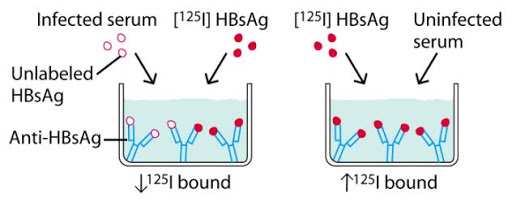 Infected serum
[¹²⁵I] HBsAg
[¹²⁵I] HBsAg
Uninfected
serum
Unlabeled
HBsAg
Anti-HBsAg
↓¹²⁵I bound
↑¹²⁵I bound